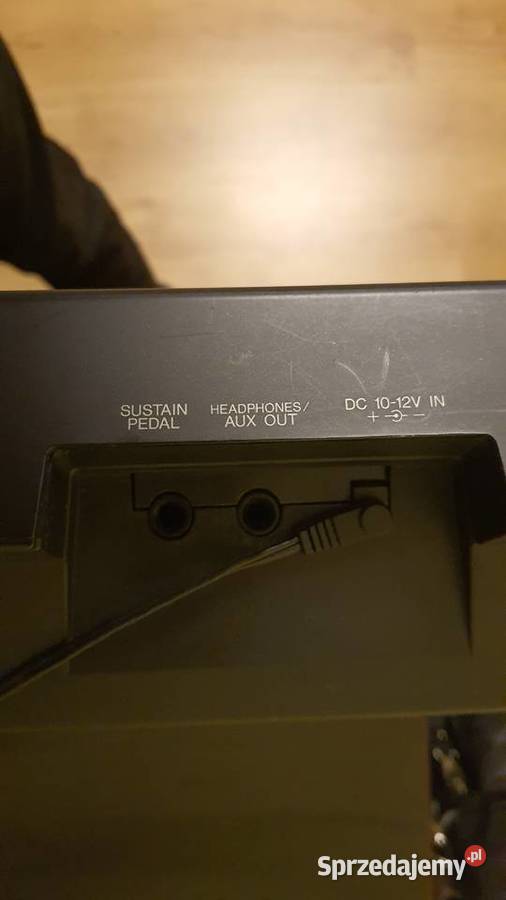 SUSTAIN
PEDAL
HEADPHONES/
AUX OUT
DC 10-12V IN
+ -
Sprzedajemy.pl